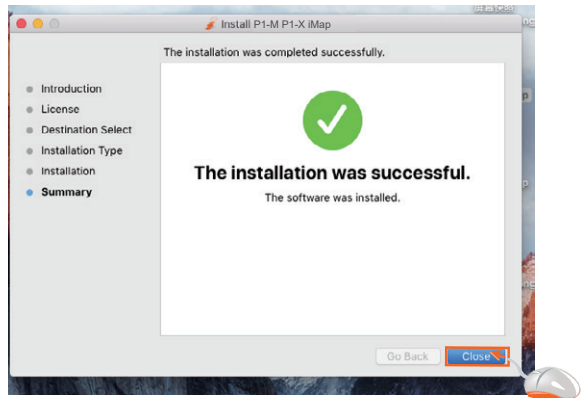 Install P1-M P1-X iMap
The installation was completed successfully.
Introduction
License
Destination Select
Installation Type
Installation
Summary
The installation was successful.
The software was installed.
Go Back
Close